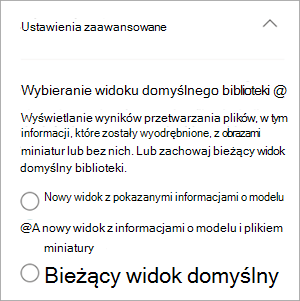 Ustawienia zaawansowane
Wybieranie widoku domyślnego biblioteki @
Wyświetlanie wyników przetwarzania plików, w tym
informacji, które zostały wyodrębnione, z obrazami
miniatur lub bez nich. Lub zachowaj bieżący widok
domyślny biblioteki.
Nowy widok z pokazanymi informacjami o modelu
@A nowy widok z informacjami o modelu i plikiem
miniatury
Bieżący widok domyślny